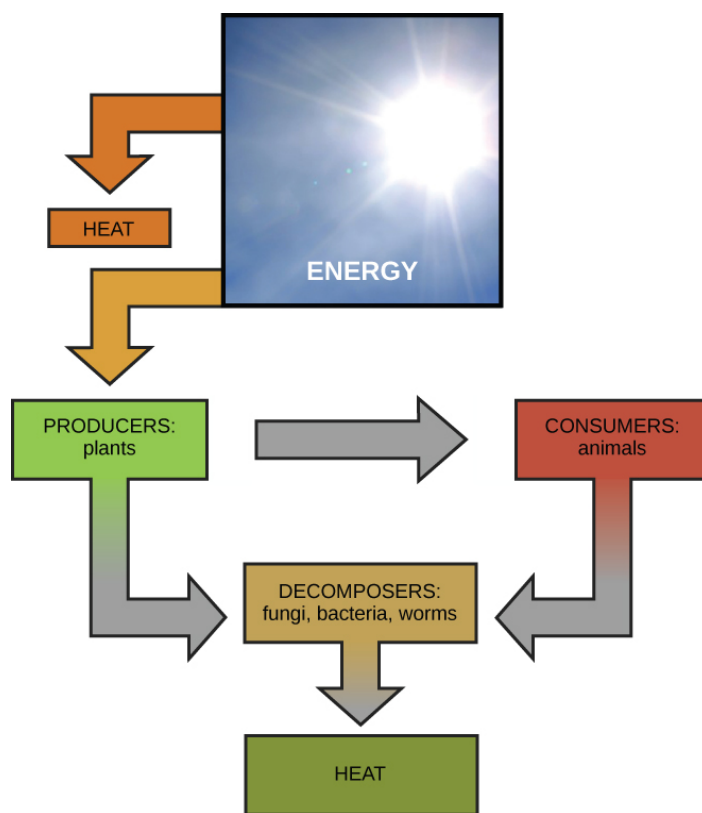 HEAT
ENERGY
PRODUCERS:
plants
CONSUMERS:
animals
DECOMPOSERS:
fungi, bacteria, worms
HEAT